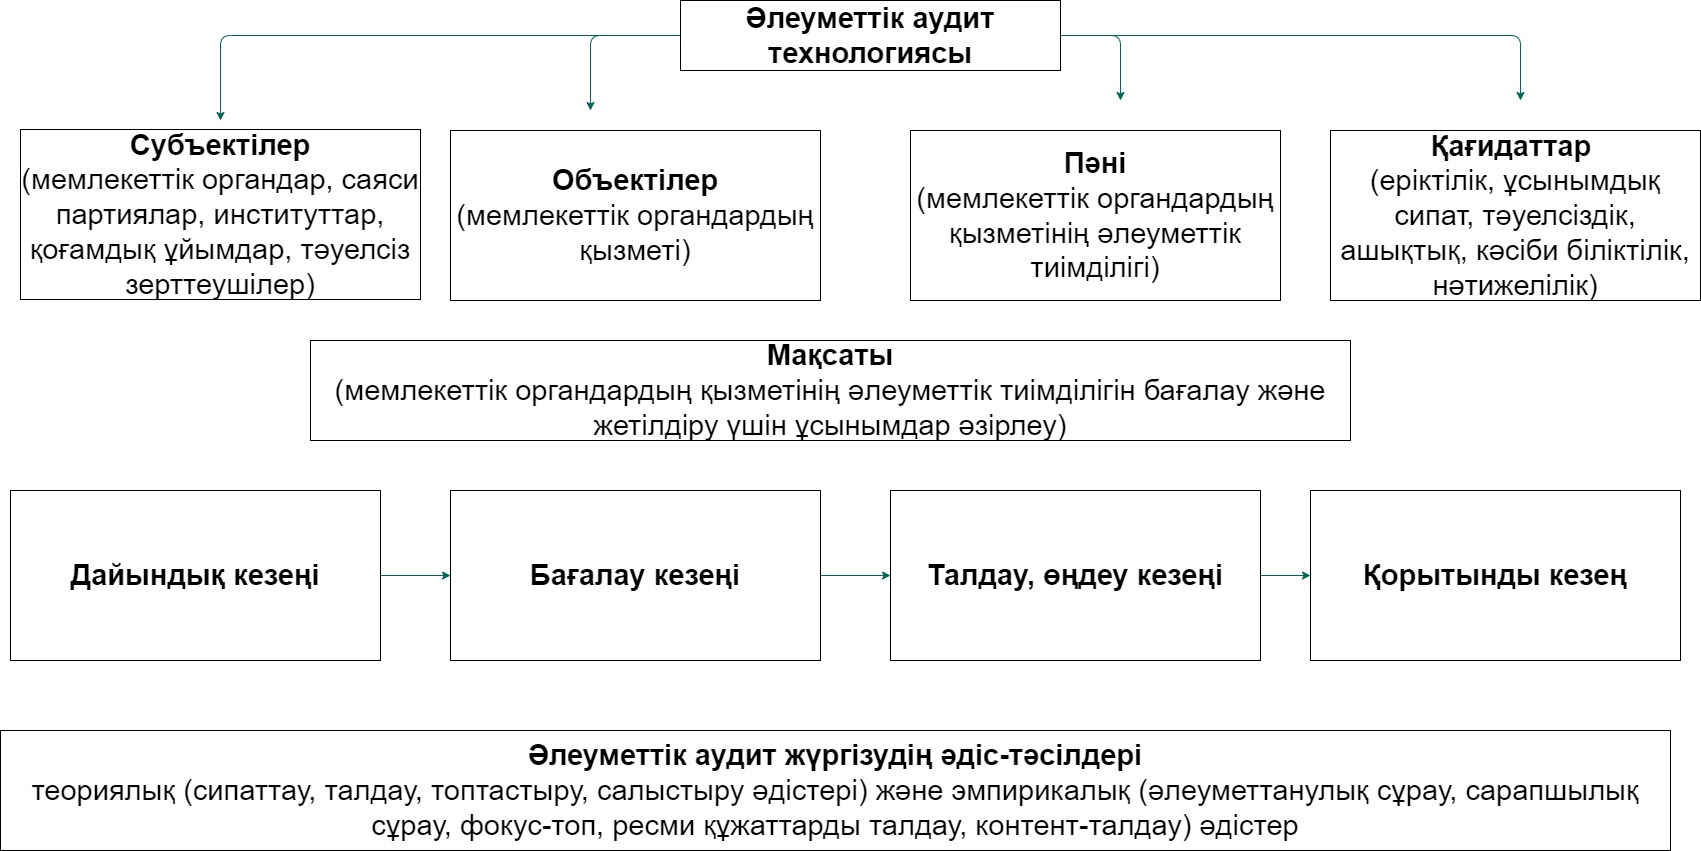 Әлеуметтік аудит
технологиясы
Субъектілер
(мемлекеттік органдар, саяси
партиялар, институттар,
қоғамдық ұйымдар, тәуелсіз
зерттеушілер)
Объектілер
(мемлекеттік органдардың
қызметі)
Пәні
(мемлекеттік органдардың
қызметінің әлеуметтік
тиімділігі)
Қағидаттар
(еріктілік, ұсынымдық
сипат, тәуелсіздік,
ашықтық, кәсіби біліктілік,
нәтижелілік)
Мақсаты
(мемлекеттік органдардың қызметінің әлеуметтік тиімділігін бағалау және
жетілдіру үшін ұсынымдар әзірлеу)
Дайындық кезеңі
Бағалау кезеңі
Талдау, өңдеу кезеңі
Қорытынды кезең
Әлеуметтік аудит жүргізудің әдіс-тәсілдері
теориялық (сипаттау, талдау, топтастыру, салыстыру әдістері) және эмпирикалық (әлеуметтанулық сұрау, сарапшылық
сұрау, фокус-топ, ресми құжаттарды талдау, контент-талдау) әдістер